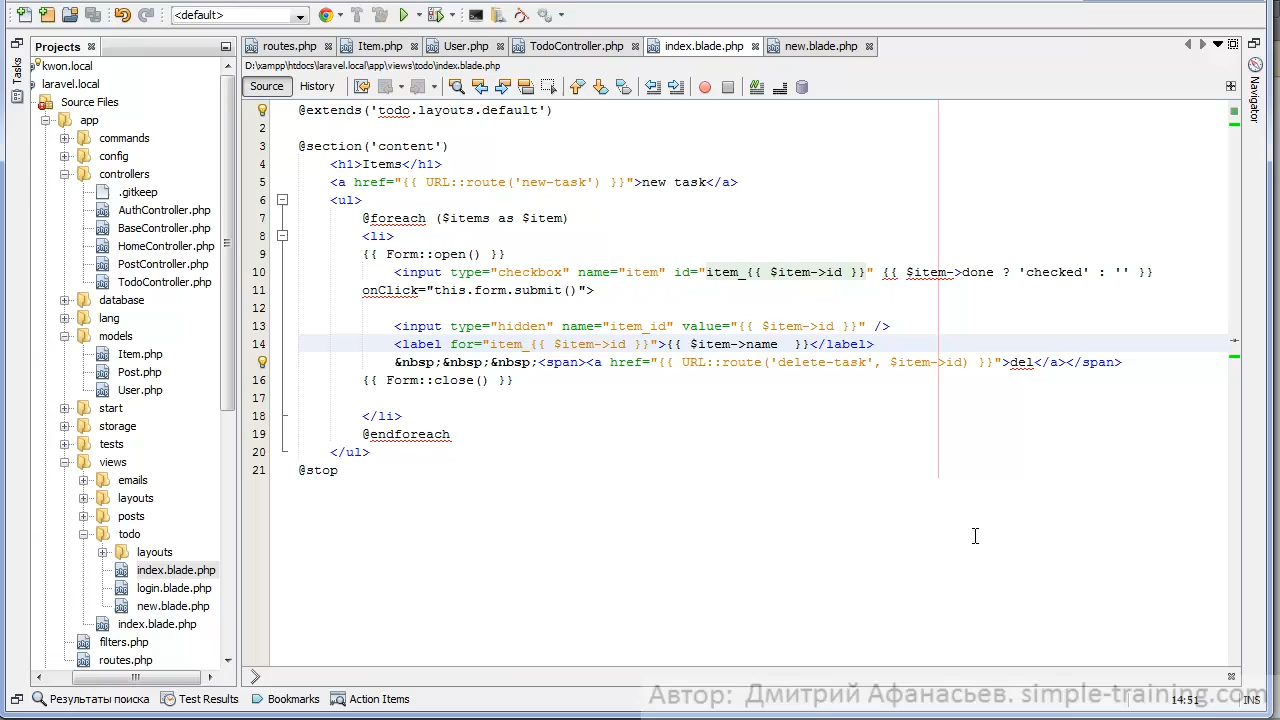 <default>
Projects
routes.php
Item.php
User.php
TodoController.php
index.blade.php
new.blade.php
kwon.local
D:\xampp\htdocs\laravel.local\app\views\todo\index.blade.php
laravel.local
Tasks
Source
History
Navigator
Source Files
@extends('todo.layouts.default')
app
2
commands
3 @section('content')
config
4 <h1>Items</h1>
controllers
5 <a href="{{ URL::route('new-task') }}">new task</a>
.gitkeep
6 <ul>
AuthController.php
7 @foreach ($items as $item)
BaseController.php
8 <li>
HomeController.php
9 {{ Form::open() }}
PostController.php
10 <input type="checkbox" name="item" id="item_{{ $item->id }}" {{ $item->done ? 'checked' : '' }}
TodoController.php
11 onClick="this.form.submit()">
database
12
lang
13 <input type="hidden" name="item_id" value="{{ $item->id }}" />
models
14 <label for="item_{{ $item->id }}">{{ $item->name  }}</label>
Item.php
&nbsp;&nbsp;&nbsp;<span><a href="{{ URL::route('delete-task', $item->id) }}">del</a></span>
Post.php
16 {{ Form::close() }}
User.php
17
start
18 </li>
storage
19 @endforeach
tests
20 </ul>
views
21 @stop
emails
layouts
posts
todo
layouts
index.blade.php
login.blade.php
new.blade.php
index.blade.php
filters.php
routes.php
Результаты поиска
Test Results
Bookmarks
Action Items
14:51
INS
Автор: Дмитрий Афанасьев. simple-training.com